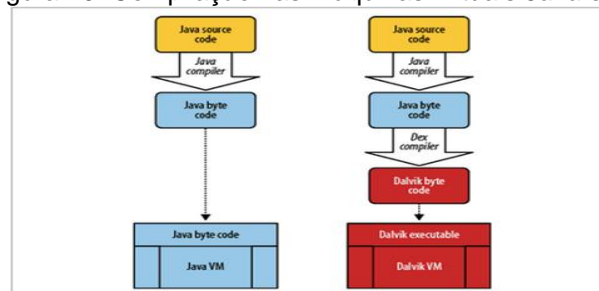 Java source
code
Java
compiler
Java byte
code
Java byte code
Java VM
Java source
code
Java
compiler
Java byte
code
Dex
compiler
Dalvik byte
code
Dalvik executable
Dalvik VM